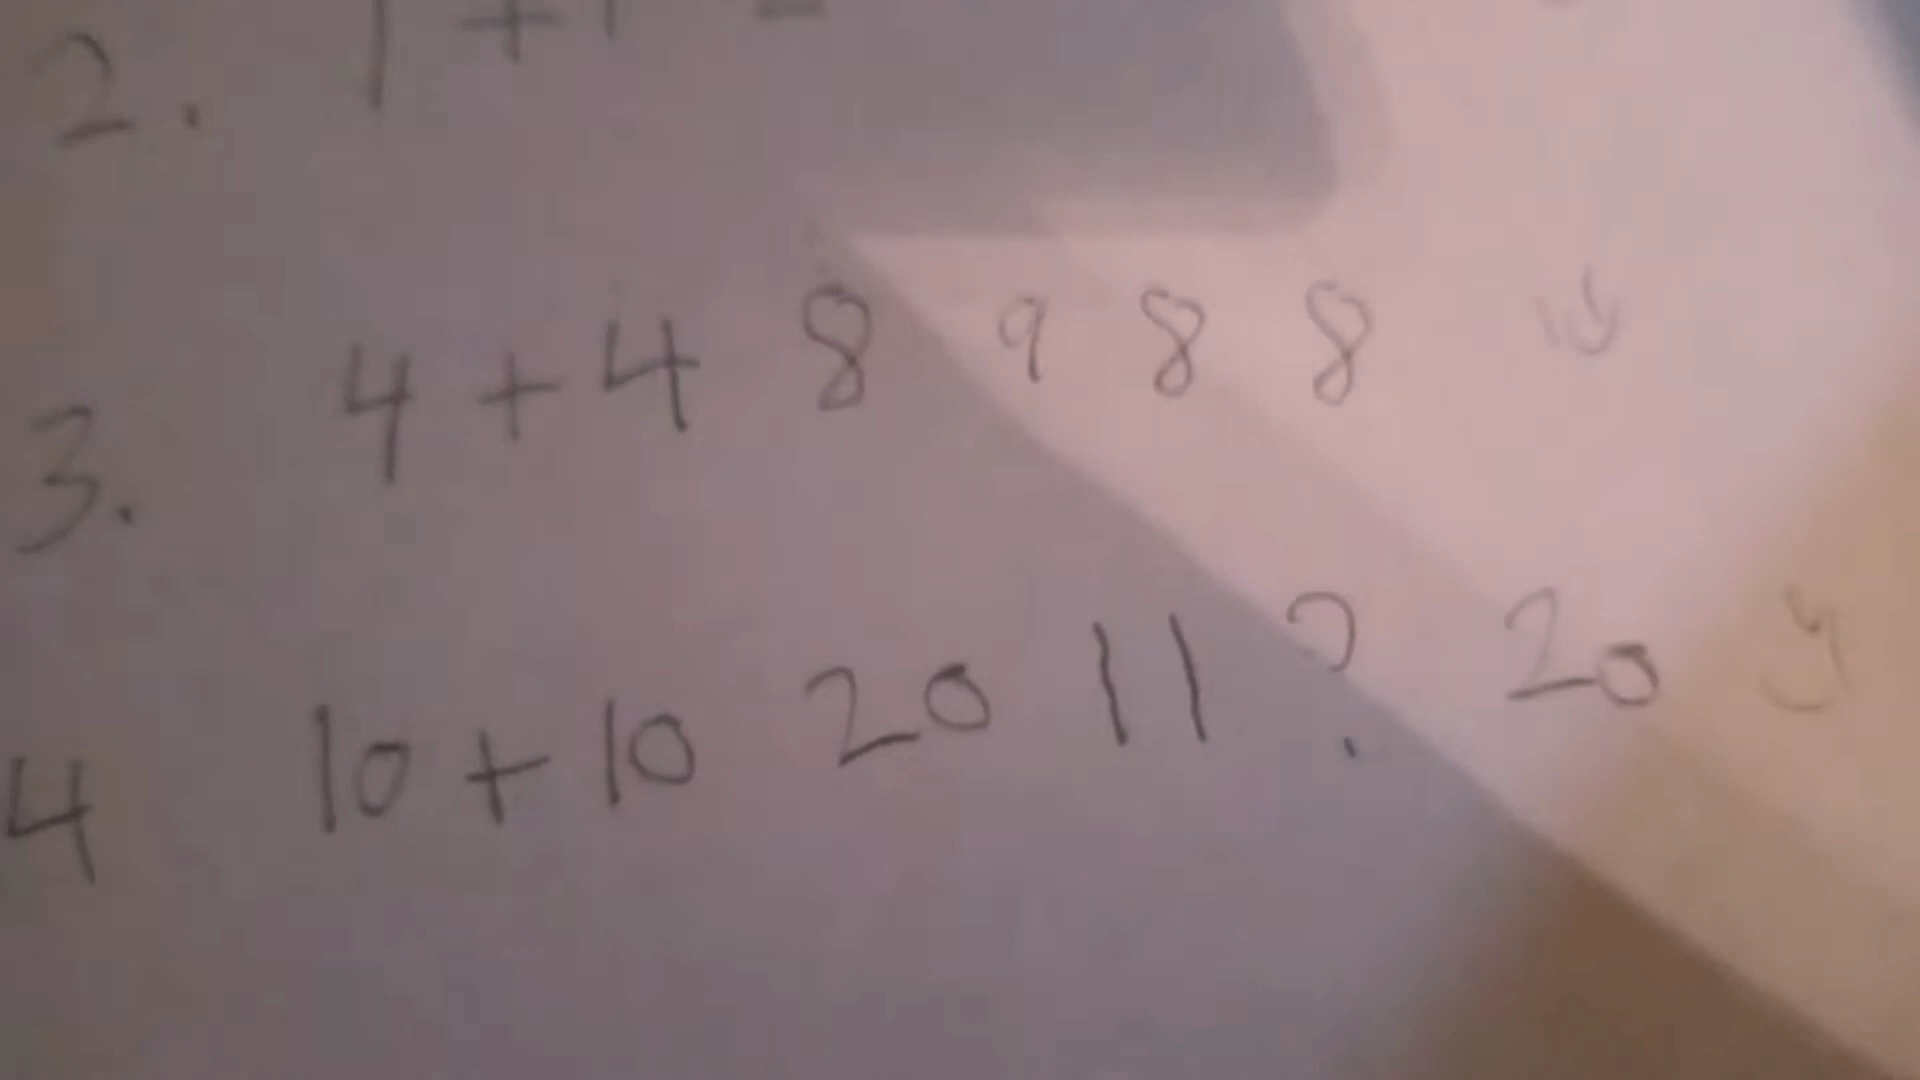 2. 1 + 1 =
3. 4 + 4 8 9 8 8
4 10 + 10 20 11 ? 20 y